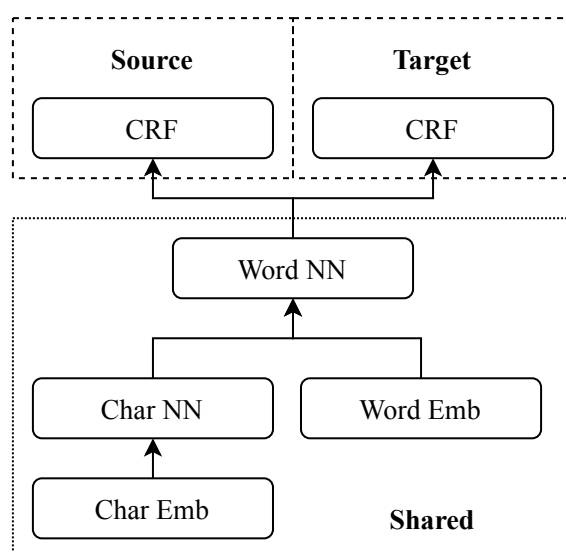 Source
Target
CRF
CRF
Word NN
Char NN
Word Emb
Char Emb
Shared